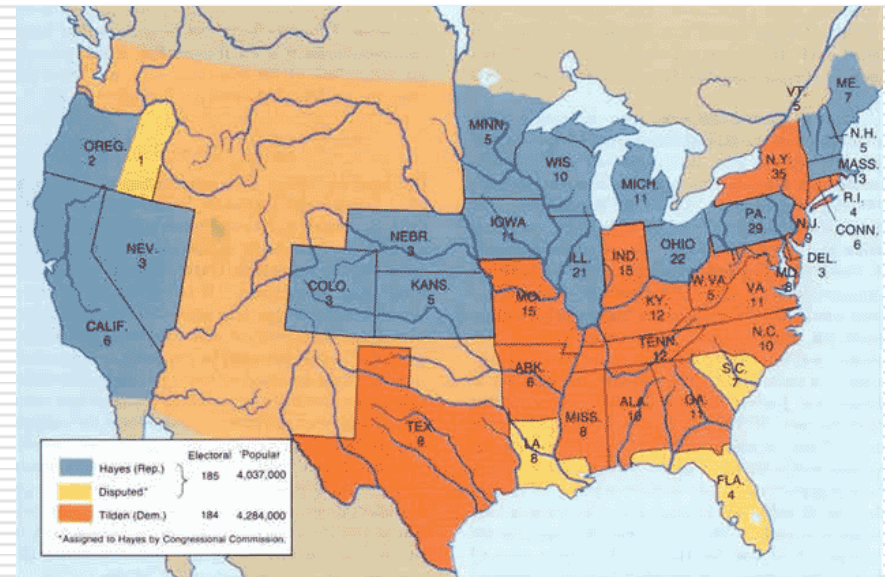 OREG.
2
1
NEV.
3
CALIF.
6
COLO.
3
NEBR.
3
KANS.
5
MINN.
5
IOWA
11
WIS.
10
ILL.
21
MICH.
11
IND.
15
OHIO
22
PA.
29
N.Y.
35
VT.
5
ME.
7
N.H.
5
MASS.
13
R.I.
4
CONN.
6
N.J.
9
DEL.
3
MD.
8
W.VA.
5
VA.
11
KY.
12
MO.
15
TENN.
12
N.C.
10
S.C.
7
ARK.
6
TEX.
8
LA.
8
MISS.
8
ALA.
10
GA.
11
FLA.
4
Electoral Popular
Hayes (Rep.) 185 4,037,000
Disputed*
Tilden (Dem.) 184 4,284,000
*Assigned to Hayes by Congressional Commission.